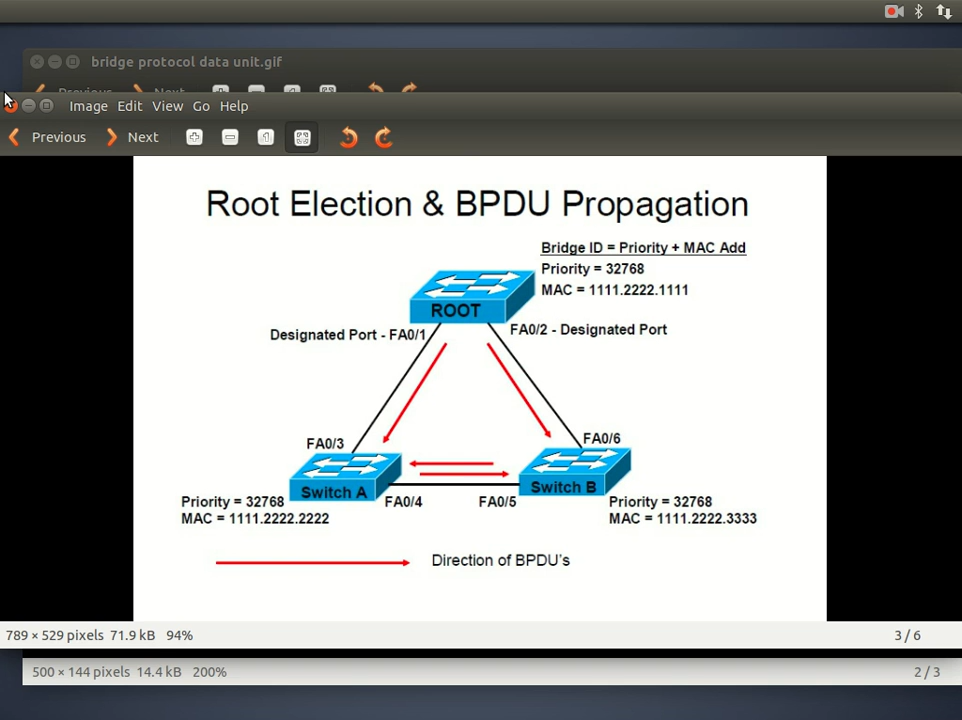 bridge protocol data unit.gif
Previous Next
Image Edit View Go Help
Previous Next
Root Election & BPDU Propagation
Bridge ID = Priority + MAC Add
Priority = 32768
MAC = 1111.2222.1111
ROOT
Designated Port - FA0/1
FA0/2 - Designated Port
FA0/3
FA0/6
Switch A
Switch B
FA0/4
FA0/5
Priority = 32768
MAC = 1111.2222.2222
Priority = 32768
MAC = 1111.2222.3333
Direction of BPDU's
789 × 529 pixels 71.9 kB 94%
3 / 6
500 × 144 pixels 14.4 kB 200%
2 / 3